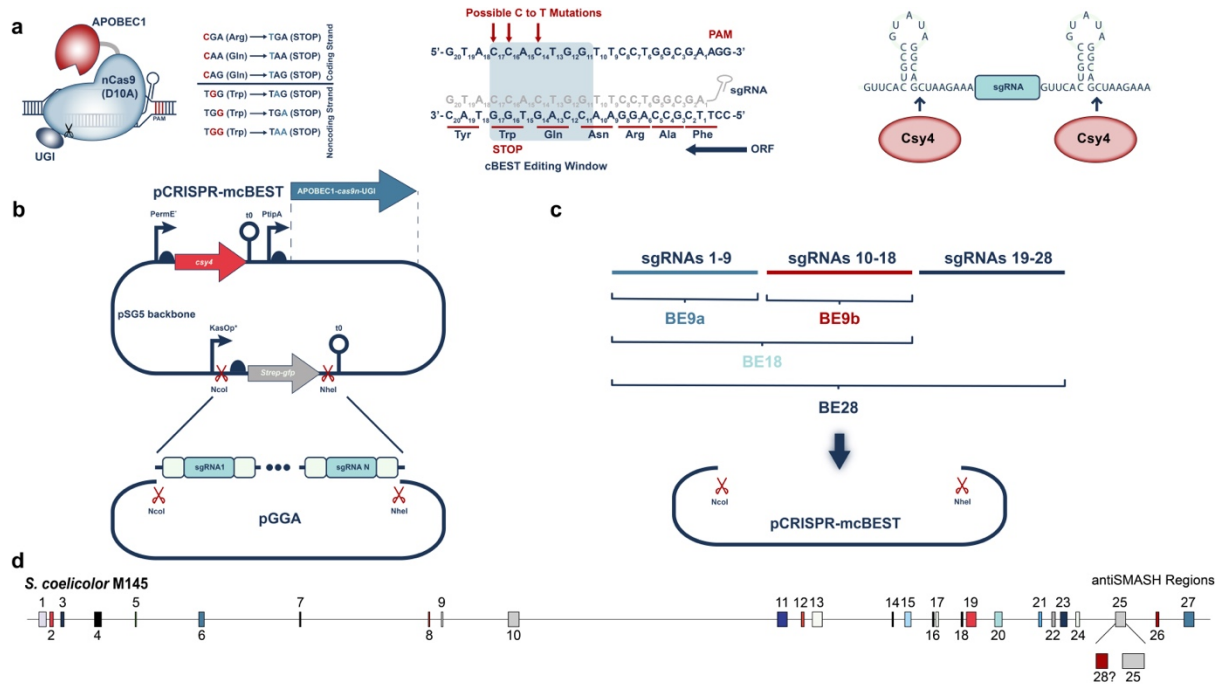 a
APOBEC1
nCas9
(D10A)
PAM
UGI
CGA (Arg) → TGA (STOP)
CAA (Gln) → TAA (STOP)
CAG (Gln) → TAG (STOP)
TGG (Trp) → TAG (STOP)
TGG (Trp) → TGA (STOP)
TGG (Trp) → TAA (STOP)
Coding Strand
Noncoding Strand
Possible C to T Mutations
PAM
5'-G20T19A18C17C16A15C14T13G12G11T10T9C8C7T6G5G4C3G2A1AGG-3'
sgRNA
G20T19A18C17C16A15C14T13G12G11T10T9C8C7T6G5G4C3G2A1
C20A19T18G17G16T15G14A13C12C11A10A9G8G7A6C5C4G3C2T1TCC-5'
Tyr Trp Gln Asn Arg Ala Phe
STOP
ORF
cBEST Editing Window
GUUCAC
UGCCGUAUAGGCA
GCUAAGAAA
sgRNA
GUUCAC
UGCCGUAUAGGCA
GCUAAGAAA
Csy4
Csy4
b
pCRISPR-mcBEST
APOBEC1-cas9n-UGI
PermE*
t0
PtipA
csy4
pSG5 backbone
KasOp*
t0
Strep-gfp
NcoI
NheI
sgRNA1
sgRNA N
NcoI
NheI
pGGA
c
sgRNAs 1-9
sgRNAs 10-18
sgRNAs 19-28
BE9a
BE9b
BE18
BE28
NcoI
NheI
pCRISPR-mcBEST
d
S. coelicolor M145
antiSMASH Regions
1 3 5 7 9 11 12 13 14 15 17 19 21 23 25 27
2 4 6 8 10 16 18 20 22 24 26
28? 25